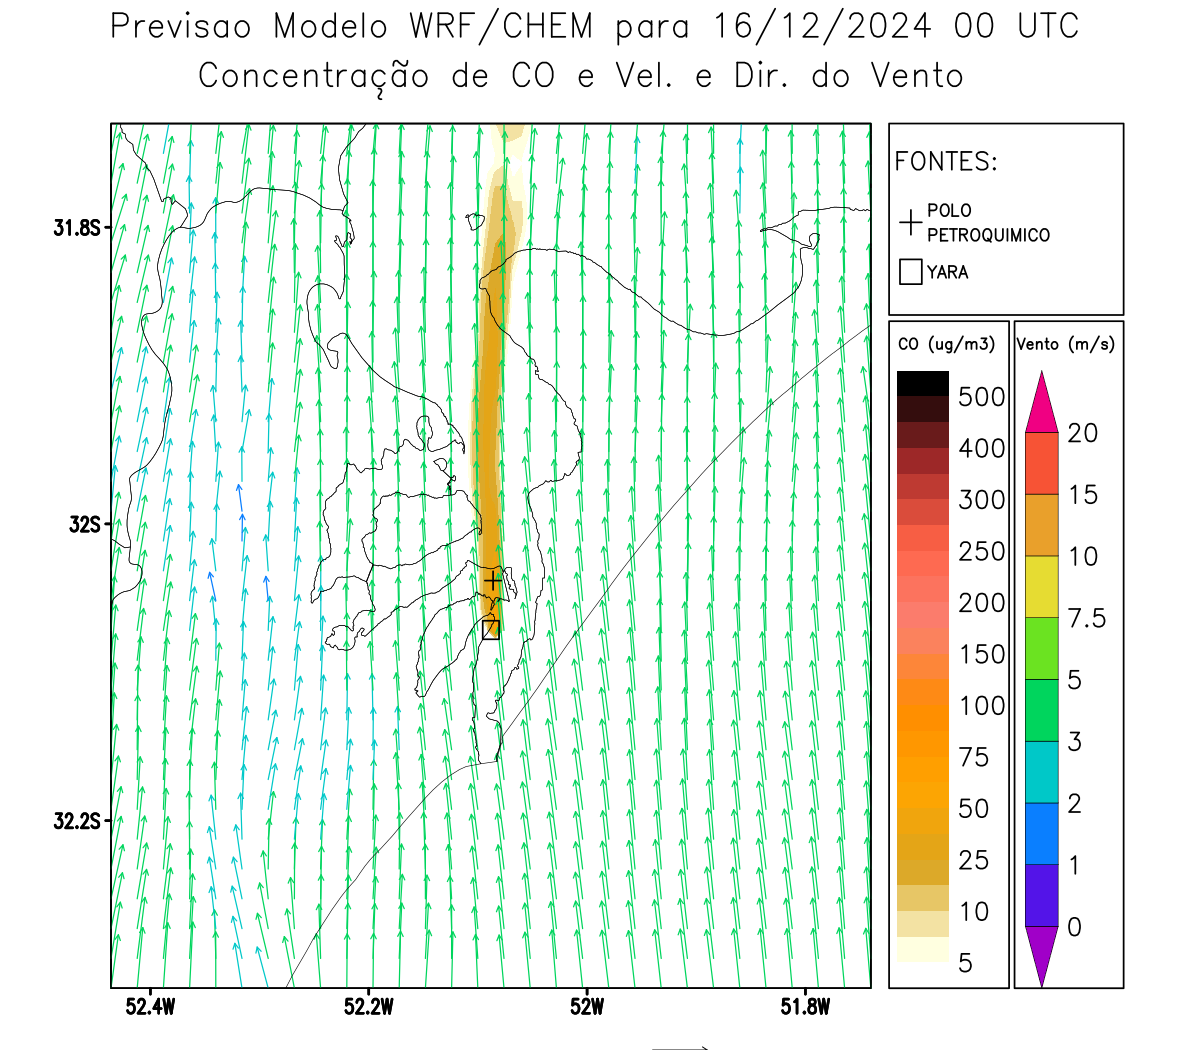 Previsao Modelo WRF/CHEM para 16/12/2024 00 UTC
Concentração de CO e Vel. e Dir. do Vento
FONTES:
POLO
PETROQUIMICO
YARA
CO (ug/m3)
500
400
300
250
200
150
100
75
50
25
10
5
Vento (m/s)
20
15
10
7.5
5
3
2
1
0
31.8S
32S
32.2S
52.4W
52.2W
52W
51.8W